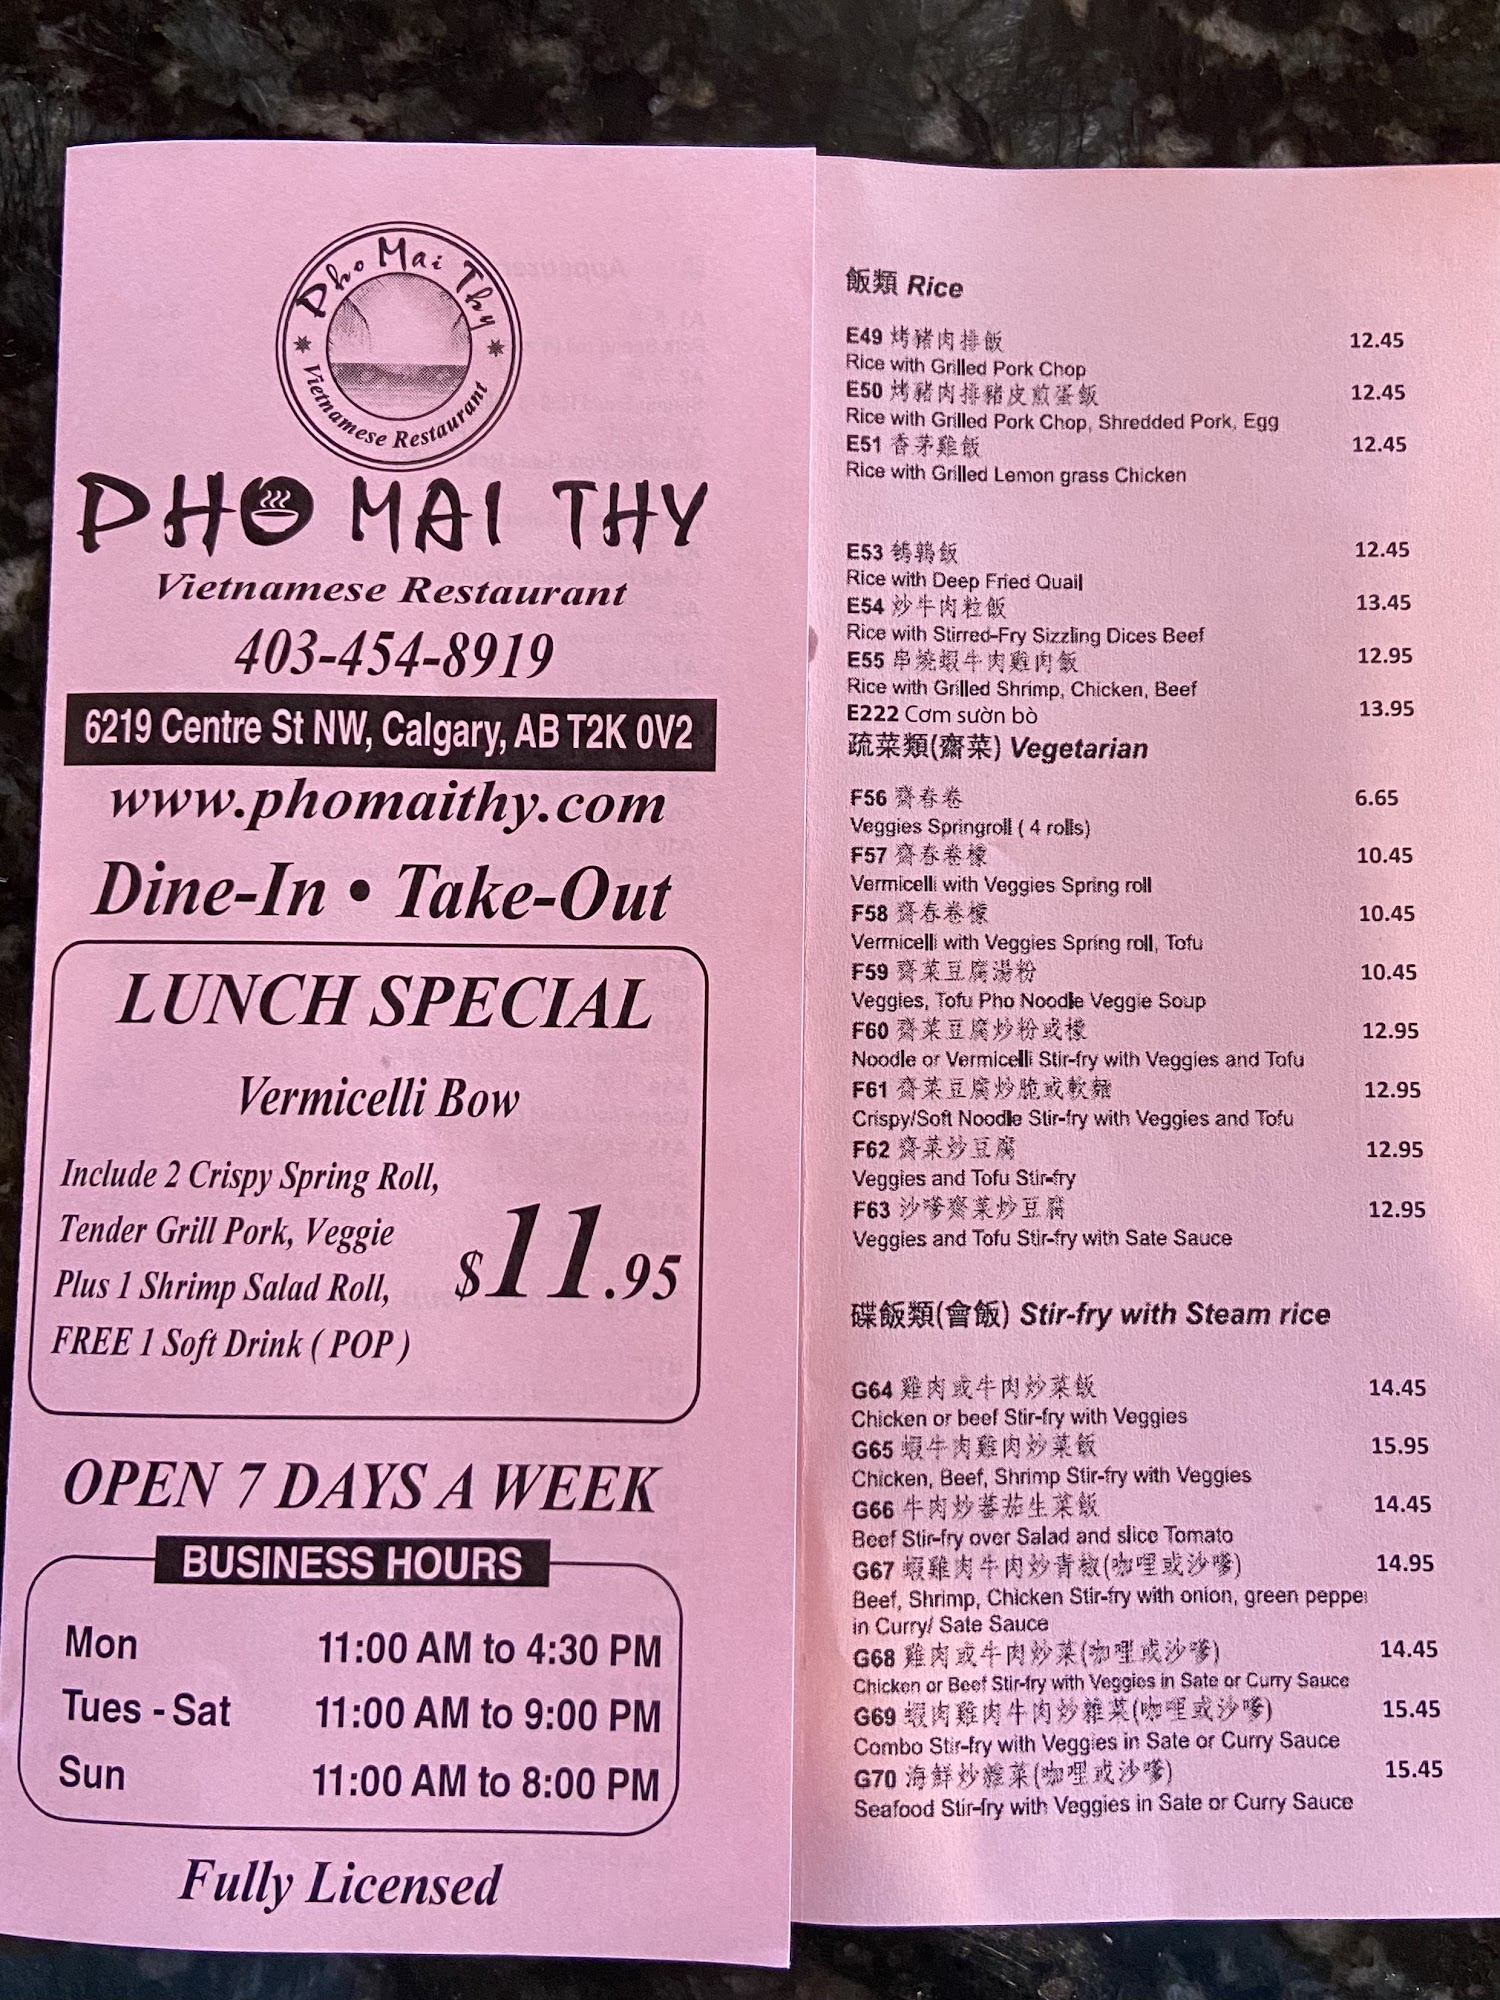 Pho Mai Thy
Vietnamese Restaurant
PHO MAI THY
Vietnamese Restaurant
403-454-8919
6219 Centre St NW, Calgary, AB T2K 0V2
www.phomaithy.com
Dine-In • Take-Out
LUNCH SPECIAL
Vermicelli Bow
Include 2 Crispy Spring Roll,
Tender Grill Pork, Veggie
Plus 1 Shrimp Salad Roll,
FREE 1 Soft Drink ( POP )
$11.95
OPEN 7 DAYS A WEEK
BUSINESS HOURS
Mon 11:00 AM to 4:30 PM
Tues - Sat 11:00 AM to 9:00 PM
Sun 11:00 AM to 8:00 PM
Fully Licensed
飯類 Rice
E49 烤豬肉排飯 12.45
Rice with Grilled Pork Chop
E50 烤豬肉排豬皮煎蛋飯 12.45
Rice with Grilled Pork Chop, Shredded Pork, Egg
E51 香茅雞飯 12.45
Rice with Grilled Lemon grass Chicken
E53 鵪鶉飯 12.45
Rice with Deep Fried Quail
E54 炒牛肉粒飯 13.45
Rice with Stirred-Fry Sizzling Dices Beef
E55 串燒蝦牛肉雞肉飯 12.95
Rice with Grilled Shrimp, Chicken, Beef
E222 Cơm sườn bò 13.95
疏菜類(齋菜) Vegetarian
F56 齋春卷 6.65
Veggies Springroll ( 4 rolls)
F57 齋春卷檬 10.45
Vermicelli with Veggies Spring roll
F58 齋春卷檬 10.45
Vermicelli with Veggies Spring roll, Tofu
F59 齋菜豆腐湯粉 10.45
Veggies, Tofu Pho Noodle Veggie Soup
F60 齋菜豆腐炒粉或檬 12.95
Noodle or Vermicelli Stir-fry with Veggies and Tofu
F61 齋菜豆腐炒脆或軟麵 12.95
Crispy/Soft Noodle Stir-fry with Veggies and Tofu
F62 齋菜炒豆腐 12.95
Veggies and Tofu Stir-fry
F63 沙嗲齋菜炒豆腐 12.95
Veggies and Tofu Stir-fry with Sate Sauce
碟飯類(會飯) Stir-fry with Steam rice
G64 雞肉或牛肉炒菜飯 14.45
Chicken or beef Stir-fry with Veggies
G65 蝦牛肉雞肉炒菜飯 15.95
Chicken, Beef, Shrimp Stir-fry with Veggies
G66 牛肉炒蕃茄生菜飯 14.45
Beef Stir-fry over Salad and slice Tomato
G67 蝦雞肉牛肉炒青椒(咖哩或沙嗲) 14.95
Beef, Shrimp, Chicken Stir-fry with onion, green pepper
in Curry/ Sate Sauce
G68 雞肉或牛肉炒菜(咖哩或沙嗲) 14.45
Chicken or Beef Stir-fry with Veggies in Sate or Curry Sauce
G69 蝦肉雞肉牛肉炒雜菜(咖哩或沙嗲) 15.45
Combo Stir-fry with Veggies in Sate or Curry Sauce
G70 海鮮炒雜菜(咖哩或沙嗲) 15.45
Seafood Stir-fry with Veggies in Sate or Curry Sauce